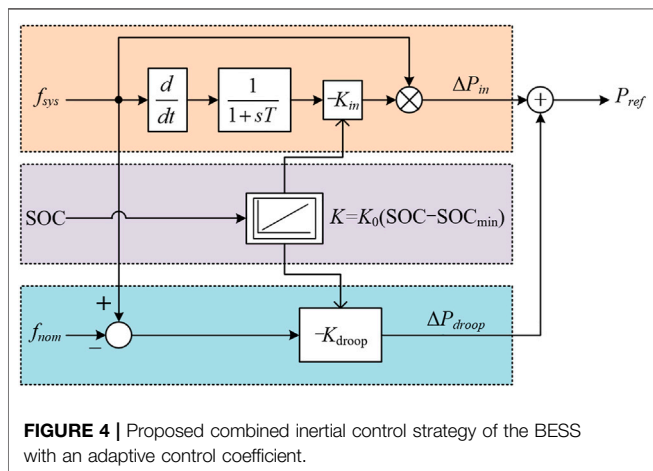 f_sys
d
dt
1
1+sT
–K_in
ΔP_in
+
P_ref
SOC
K=K_0(SOC–SOC_min)
+
f_nom
–
–K_droop
ΔP_droop
FIGURE 4 | Proposed combined inertial control strategy of the BESS
with an adaptive control coefficient.